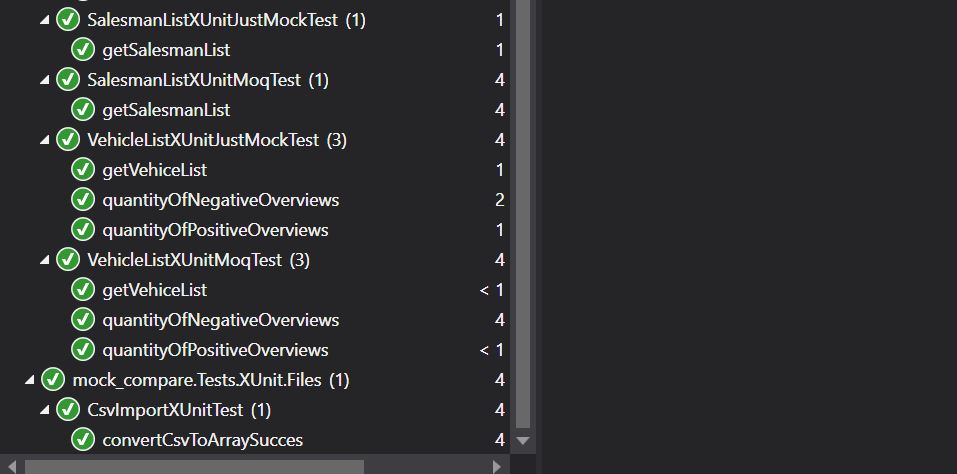 SalesmanListXUnitJustMockTest (1) 1
getSalesmanList 1
SalesmanListXUnitMoqTest (1) 4
getSalesmanList 4
VehicleListXUnitJustMockTest (3) 4
getVehiceList 1
quantityOfNegativeOverviews 2
quantityOfPositiveOverviews 1
VehicleListXUnitMoqTest (3) 4
getVehiceList < 1
quantityOfNegativeOverviews 4
quantityOfPositiveOverviews < 1
mock_compare.Tests.XUnit.Files (1) 4
CsvImportXUnitTest (1) 4
convertCsvToArraySucces 4